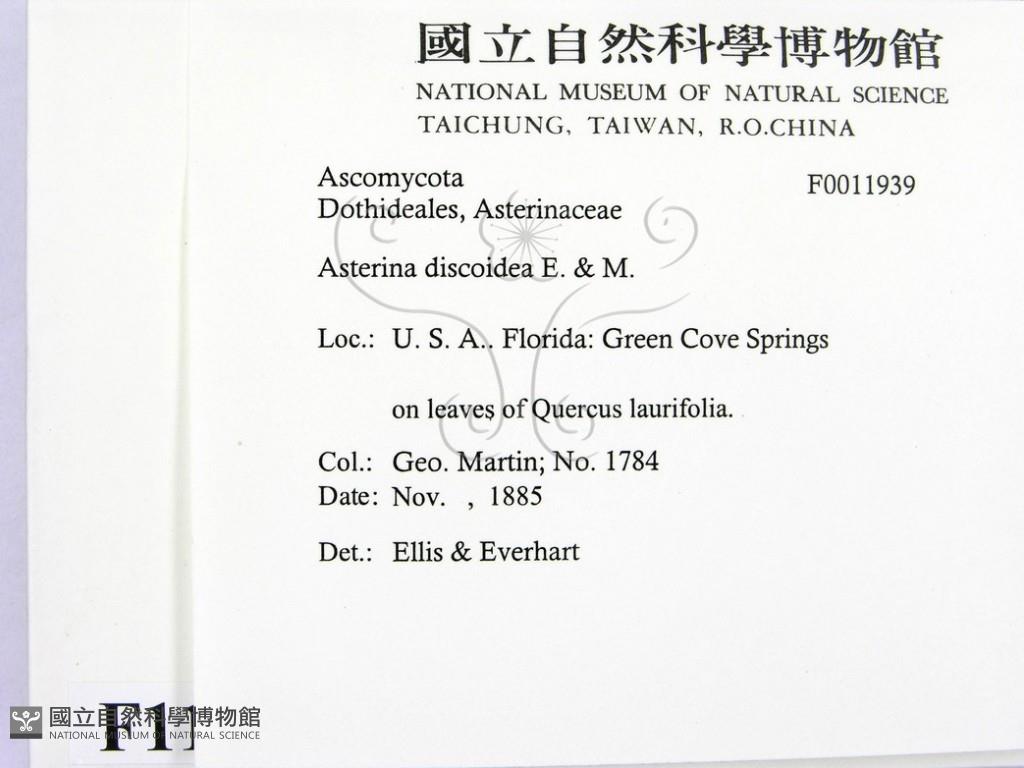 國立自然科學博物館
NATIONAL MUSEUM OF NATURAL SCIENCE
TAICHUNG, TAIWAN, R.O.CHINA
Ascomycota F0011939
Dothideales, Asterinaceae
Asterina discoidea E. & M.
Loc.: U. S. A.. Florida: Green Cove Springs
on leaves of Quercus laurifolia.
Col.: Geo. Martin; No. 1784
Date: Nov. , 1885
Det.: Ellis & Everhart
F11
國立自然科學博物館
NATIONAL MUSEUM OF NATURAL SCIENCE